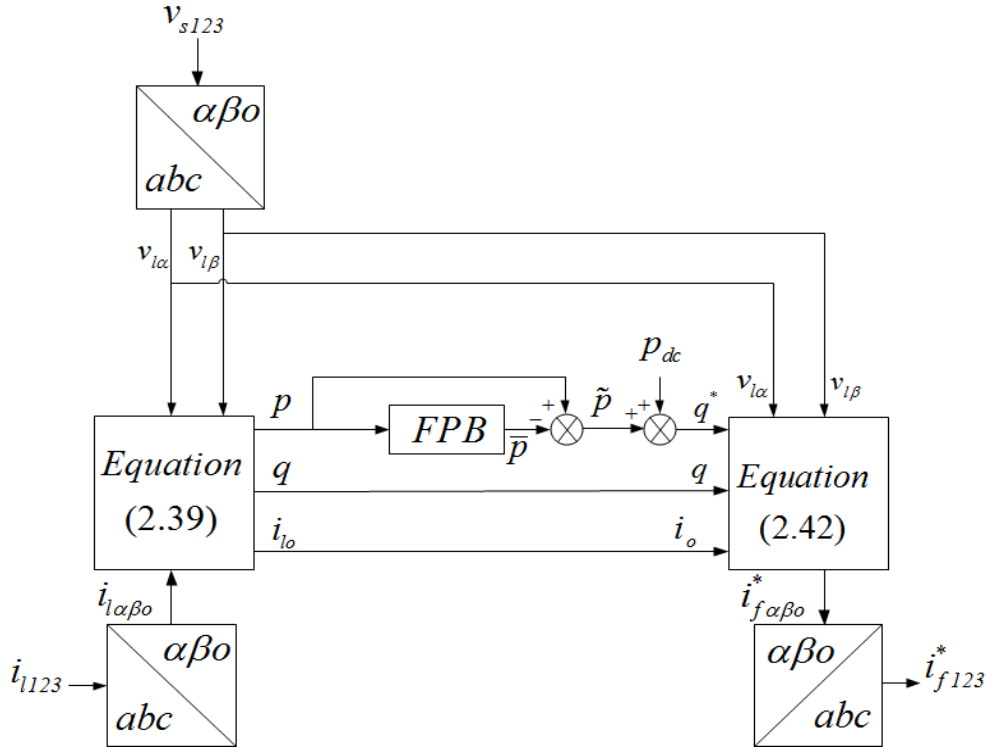 v_{s123}
αβo
abc
v_{lα} v_{lβ}
p_{dc}
v_{lα} v_{lβ}
p + p̃ + + q^*
FPB − p̄
Equation
(2.39)
q q
Equation
(2.42)
i_{lo} i_o
i_{lαβo} i^*_{fαβo}
αβo
abc
i_{l123}
αβo
abc
i^*_{f123}